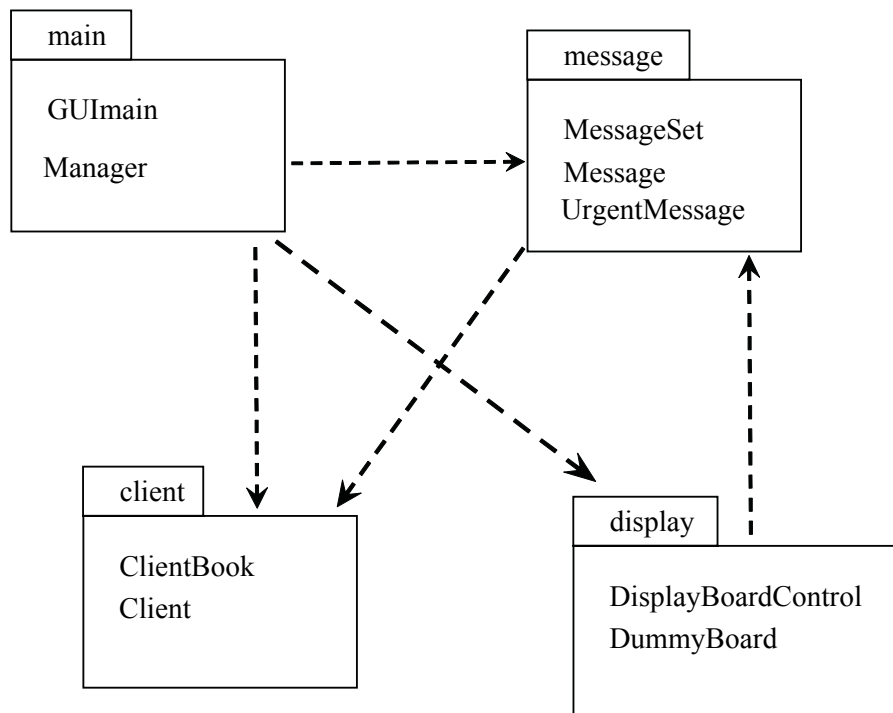 main
GUImain
Manager
message
MessageSet
Message
UrgentMessage
client
ClientBook
Client
display
DisplayBoardControl
DummyBoard